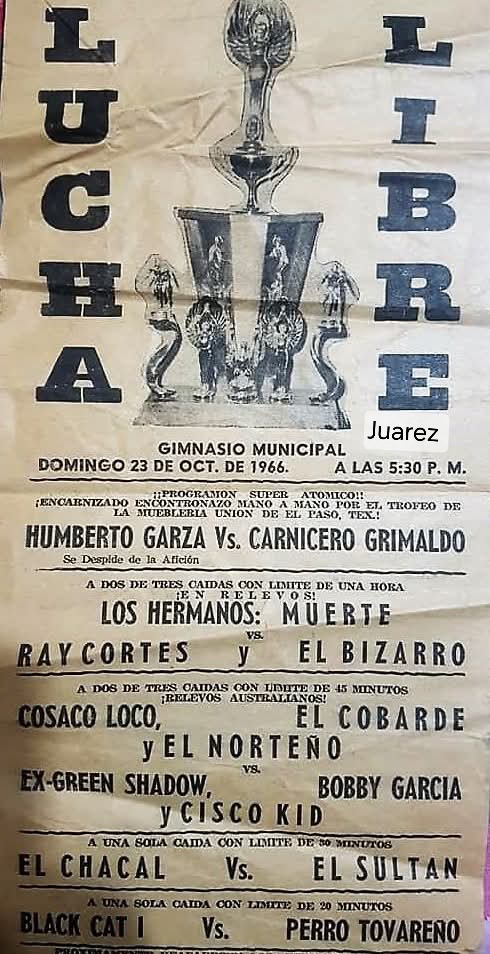 LUCHA
LIBRE
Juarez
GIMNASIO MUNICIPAL
DOMINGO 23 DE OCT. DE 1966. A LAS 5:30 P. M.
¡¡PROGRAMON SUPER ATOMICO!!
¡ENCARNIZADO ENCONTRONAZO MANO A MANO POR EL TROFEO DE
LA MUEBLERIA UNION DE EL PASO, TEX.!
HUMBERTO GARZA Vs. CARNICERO GRIMALDO
Se Despide de la Afición
A DOS DE TRES CAIDAS CON LIMITE DE UNA HORA
¡EN RELEVOS!
LOS HERMANOS: MUERTE
VS.
RAY CORTES y EL BIZARRO
A DOS DE TRES CAIDAS CON LIMITE DE 45 MINUTOS
¡RELEVOS AUSTRALIANOS!
COSACO LOCO, EL COBARDE
y EL NORTEÑO
VS.
EX-GREEN SHADOW, BOBBY GARCIA
y CISCO KID
A UNA SOLA CAIDA CON LIMITE DE 30 MINUTOS
EL CHACAL Vs. EL SULTAN
A UNA SOLA CAIDA CON LIMITE DE 20 MINUTOS
BLACK CAT I Vs. PERRO TOVAREÑO